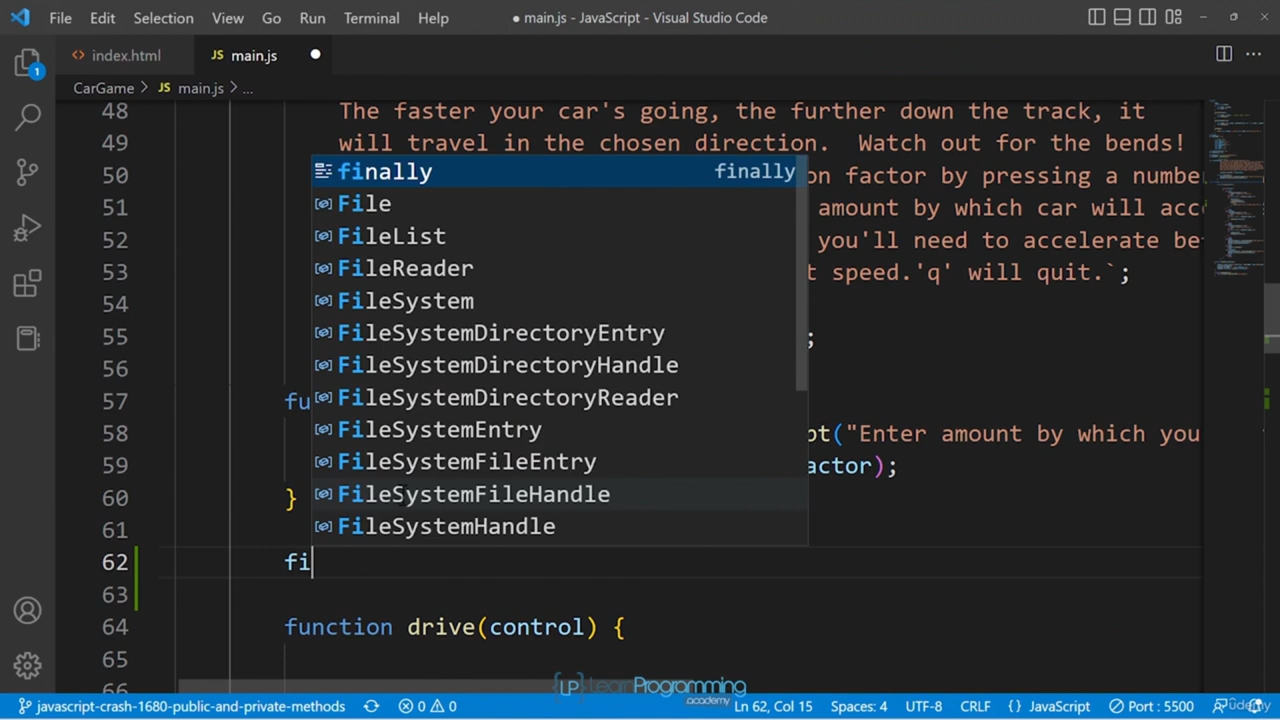 File Edit Selection View Go Run Terminal Help ● main.js - JavaScript - Visual Studio Code
index.html JS main.js
CarGame > JS main.js > ...
48 The faster your car's going, the further down the track, it
49 will travel in the chosen direction. Watch out for the bends!
50 on factor by pressing a number
51 amount by which car will acc
52 you'll need to accelerate be
53 t speed.'q' will quit.`;
54
55 ;
56
57 fu
58 pt("Enter amount by which you
59 actor);
60 }
61
62 fi
63
64 function drive(control) {
65
66
finally finally
File
FileList
FileReader
FileSystem
FileSystemDirectoryEntry
FileSystemDirectoryHandle
FileSystemDirectoryReader
FileSystemEntry
FileSystemFileEntry
FileSystemFileHandle
FileSystemHandle
1
{LP} LearnProgramming
.academy
javascript-crash-1680-public-and-private-methods 0 0 Ln 62, Col 15 Spaces: 4 UTF-8 CRLF {} JavaScript Port : 5500
Udemy